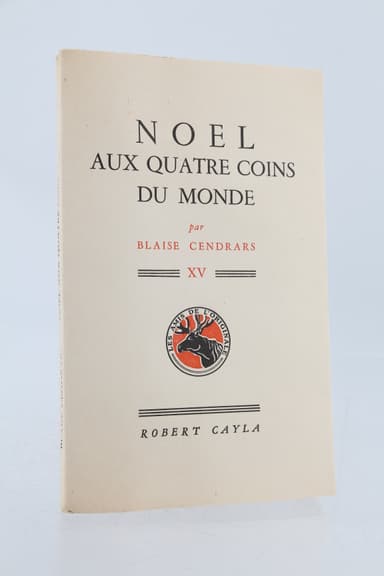 NOEL
AUX QUATRE COINS
DU MONDE
par
BLAISE CENDRARS
XV
LES AMIS DE L'ORIGINALE
ROBERT CAYLA